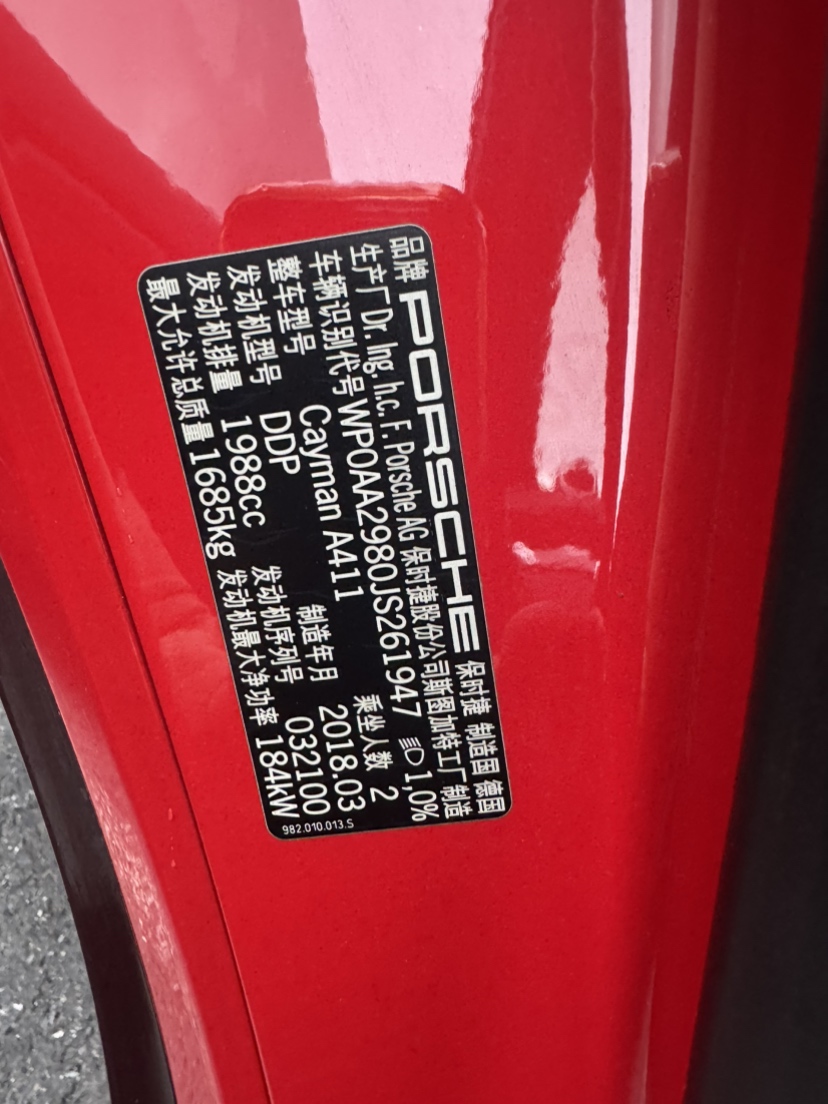 品牌 PORSCHE 保时捷 制造国 德国
生产厂 Dr. Ing. h.c. F. Porsche AG 保时捷股份公司斯图加特工厂制造
车辆识别代号 WP0AA2980JS261947 1,0%
整车型号 Cayman A411 乘坐人数 2
发动机型号 DDP 制造年月 2018.03
发动机排量 1988cc 发动机序列号 032100
最大允许总质量 1685kg 发动机最大净功率 184kW
982.010.013.S